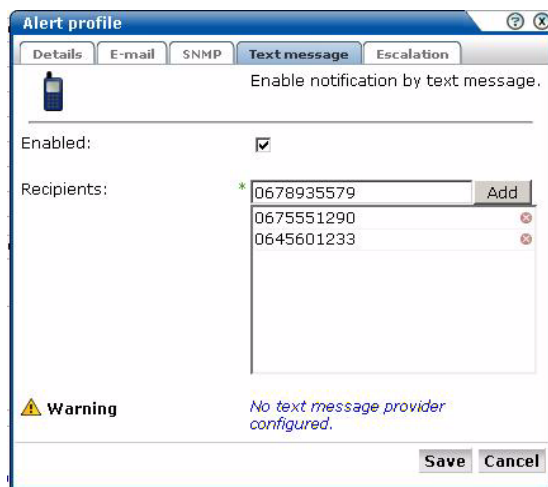 Alert profile
Details E-mail SNMP Text message Escalation
Enable notification by text message.
Enabled:
Recipients: * 0678935579 Add
0675551290
0645601233
Warning No text message provider
configured.
Save Cancel